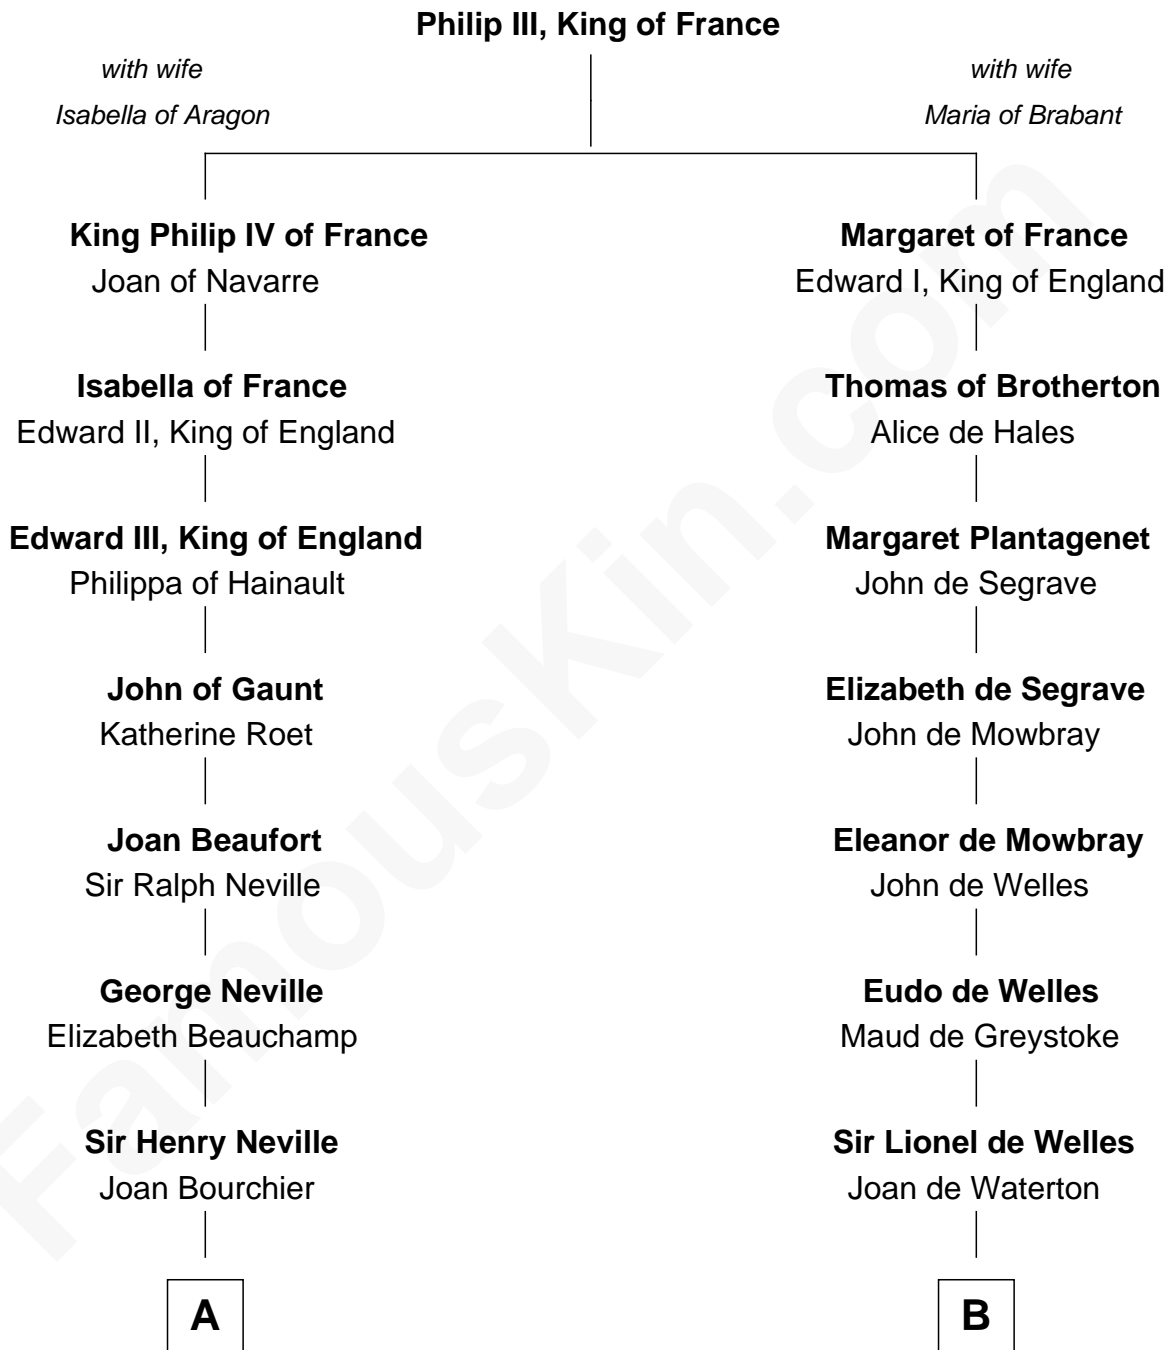 Philip III, King of France
with wife
Isabella of Aragon
with wife
Maria of Brabant
King Philip IV of France
Joan of Navarre
Margaret of France
Edward I, King of England
Isabella of France
Edward II, King of England
Thomas of Brotherton
Alice de Hales
Edward III, King of England
Philippa of Hainault
Margaret Plantagenet
John de Segrave
John of Gaunt
Katherine Roet
Elizabeth de Segrave
John de Mowbray
Joan Beaufort
Sir Ralph Neville
Eleanor de Mowbray
John de Welles
George Neville
Elizabeth Beauchamp
Eudo de Welles
Maud de Greystoke
Sir Henry Neville
Joan Bourchier
Sir Lionel de Welles
Joan de Waterton
A
B
FamousKin.com